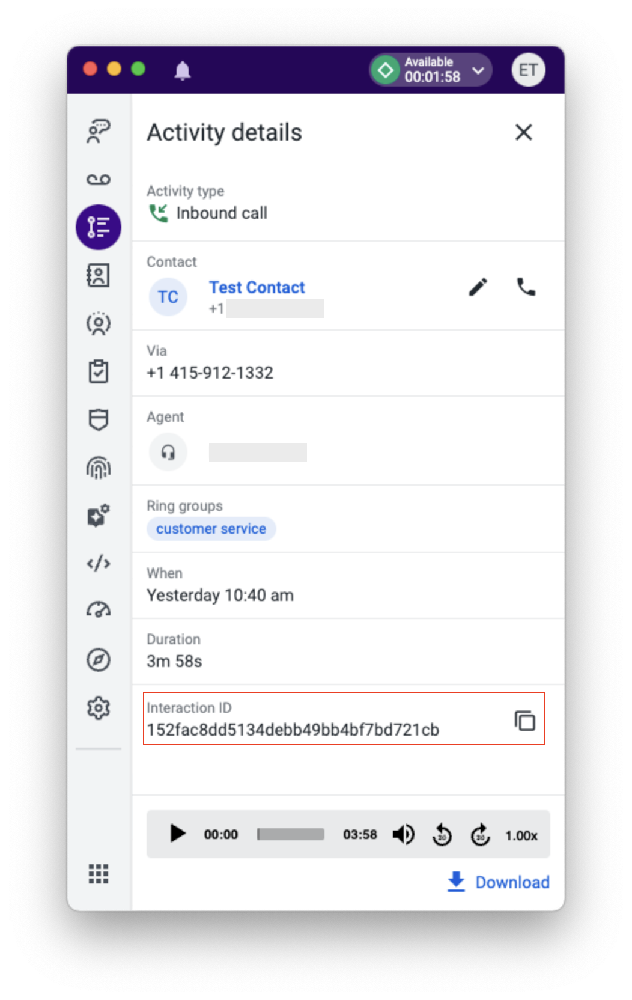 Available
00:01:58
ET
Activity details
Activity type
Inbound call
Contact
TC
Test Contact
+1
Via
+1 415-912-1332
Agent
Ring groups
customer service
When
Yesterday 10:40 am
Duration
3m 58s
Interaction ID
152fac8dd5134debb49bb4bf7bd721cb
00:00
03:58
1.00x
Download